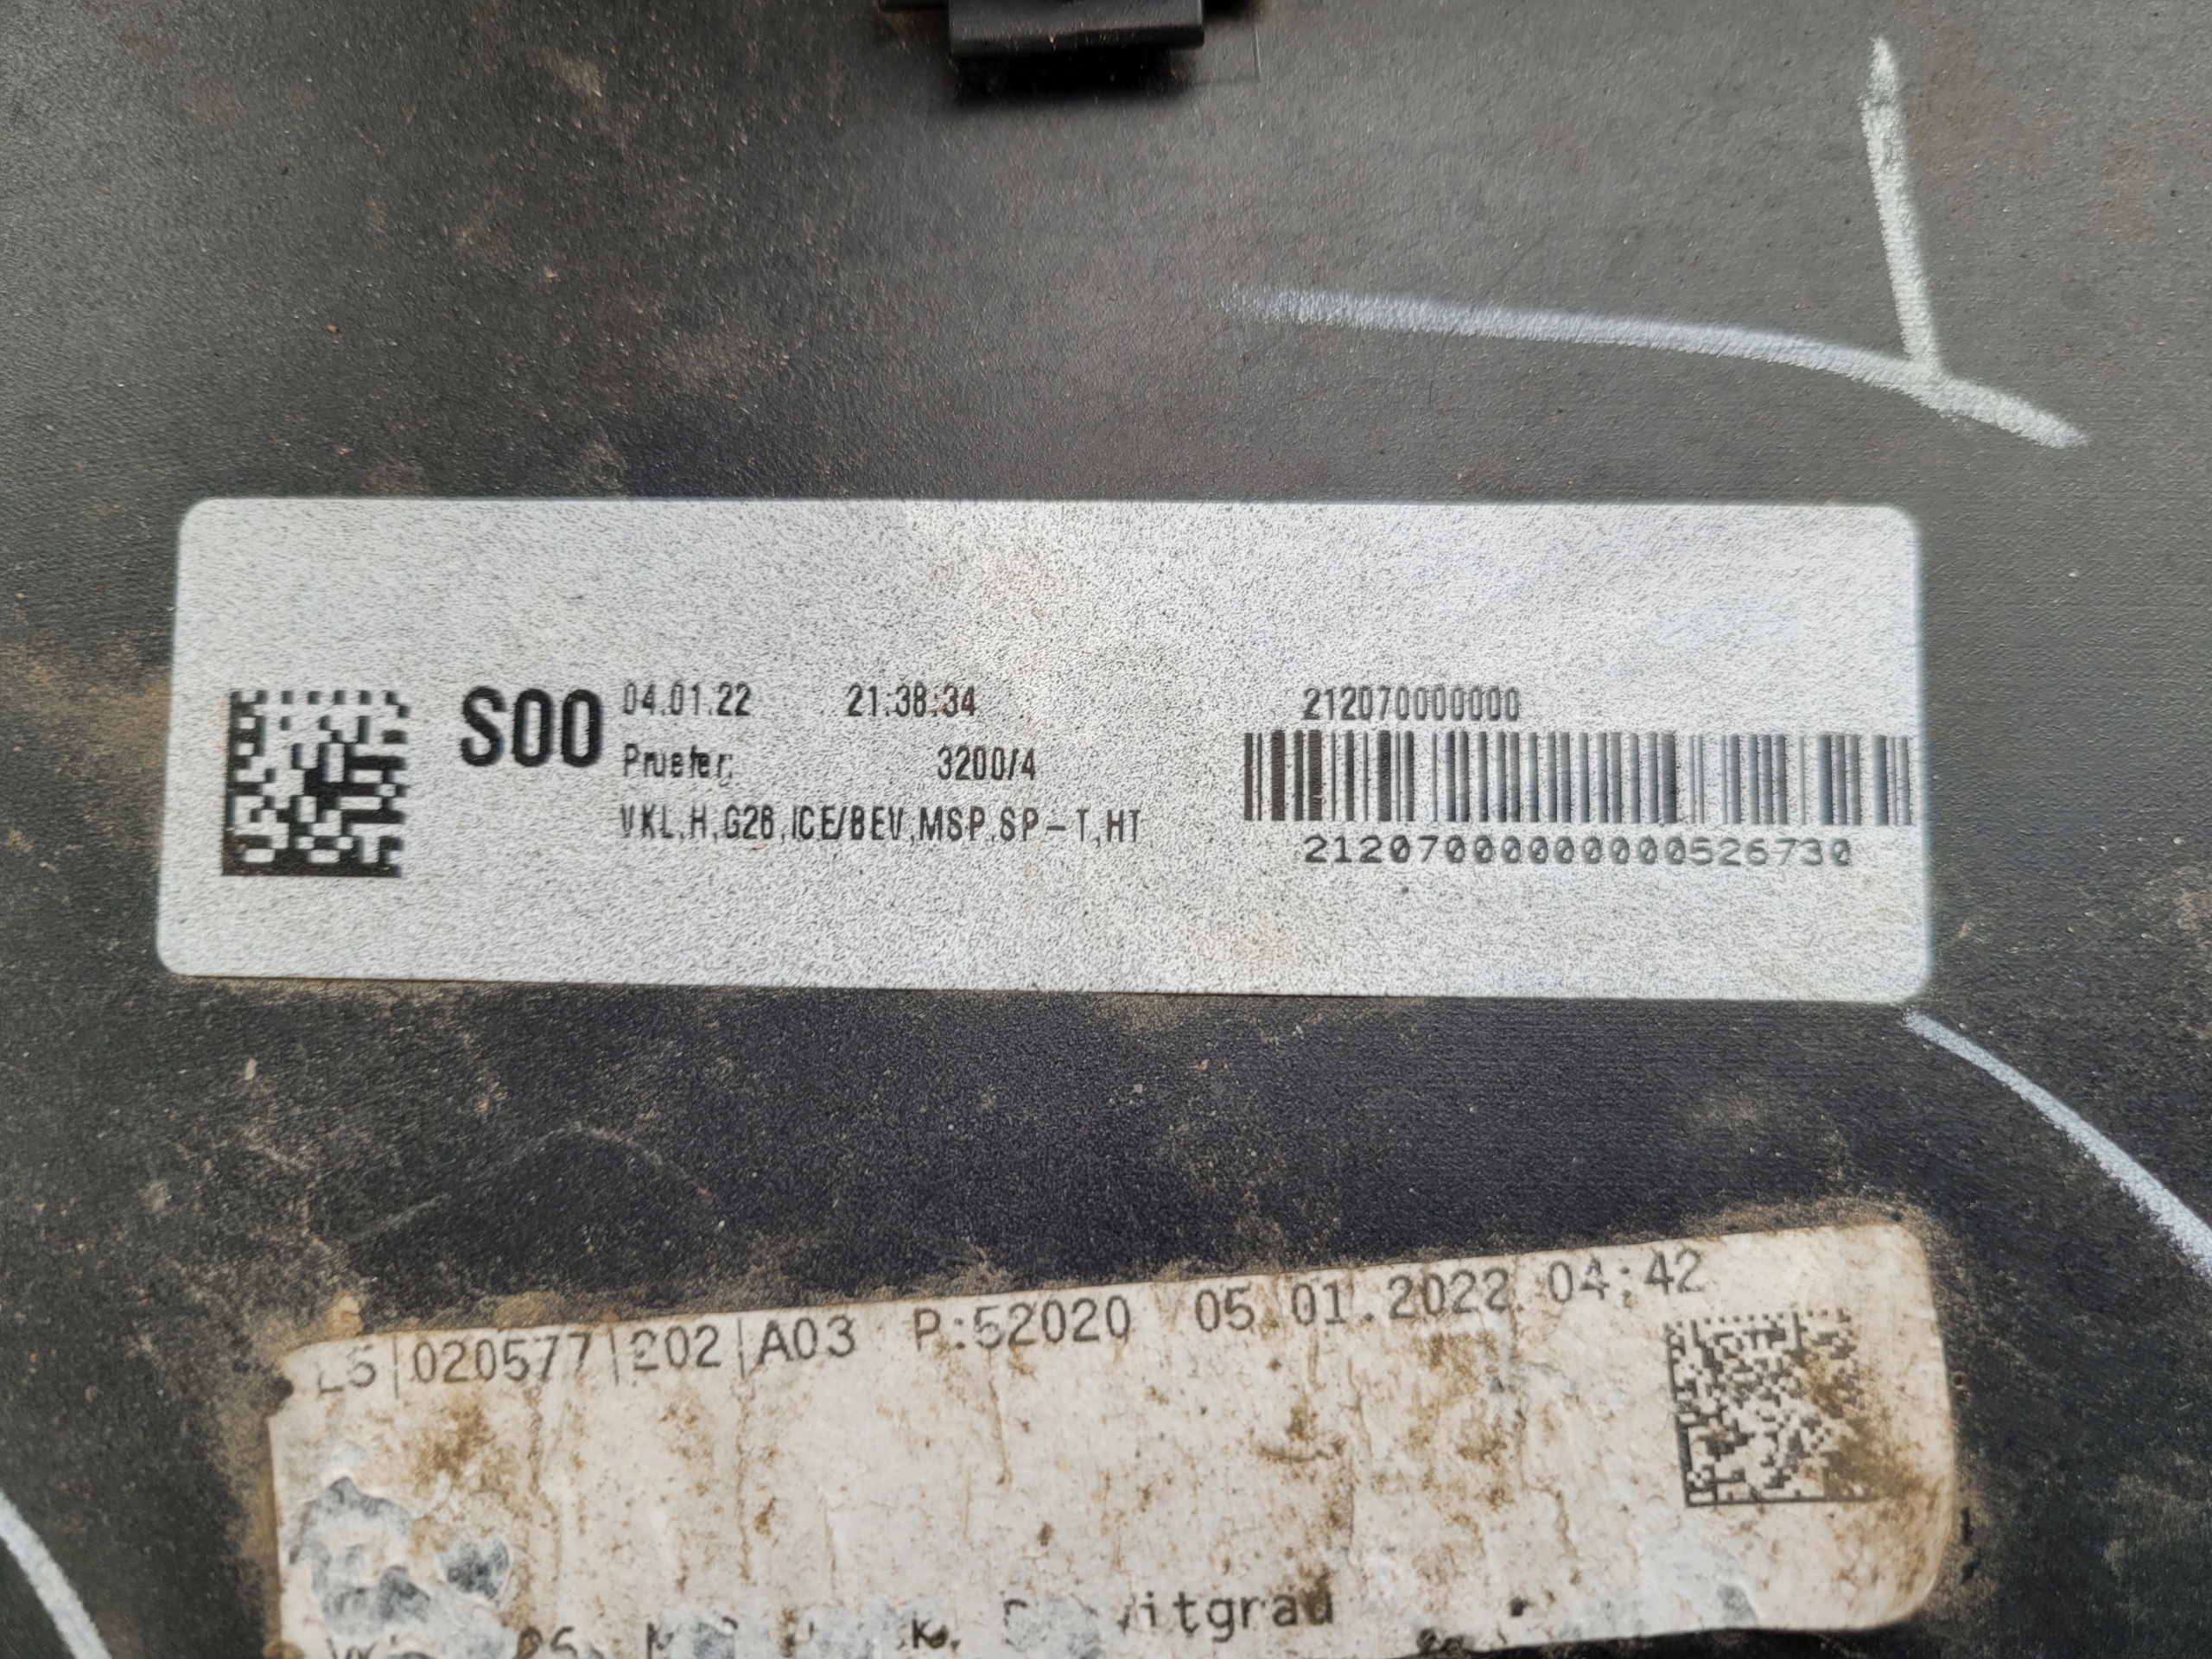 S00 04.01.22 21:38:34
Pruefer: 3200/4
VKL,H,G26,ICE/BEV,MSP,SP-T,HT
212070000000
2120700000000000526730
020577|202|A03 P:52020 05.01.2022 04:42